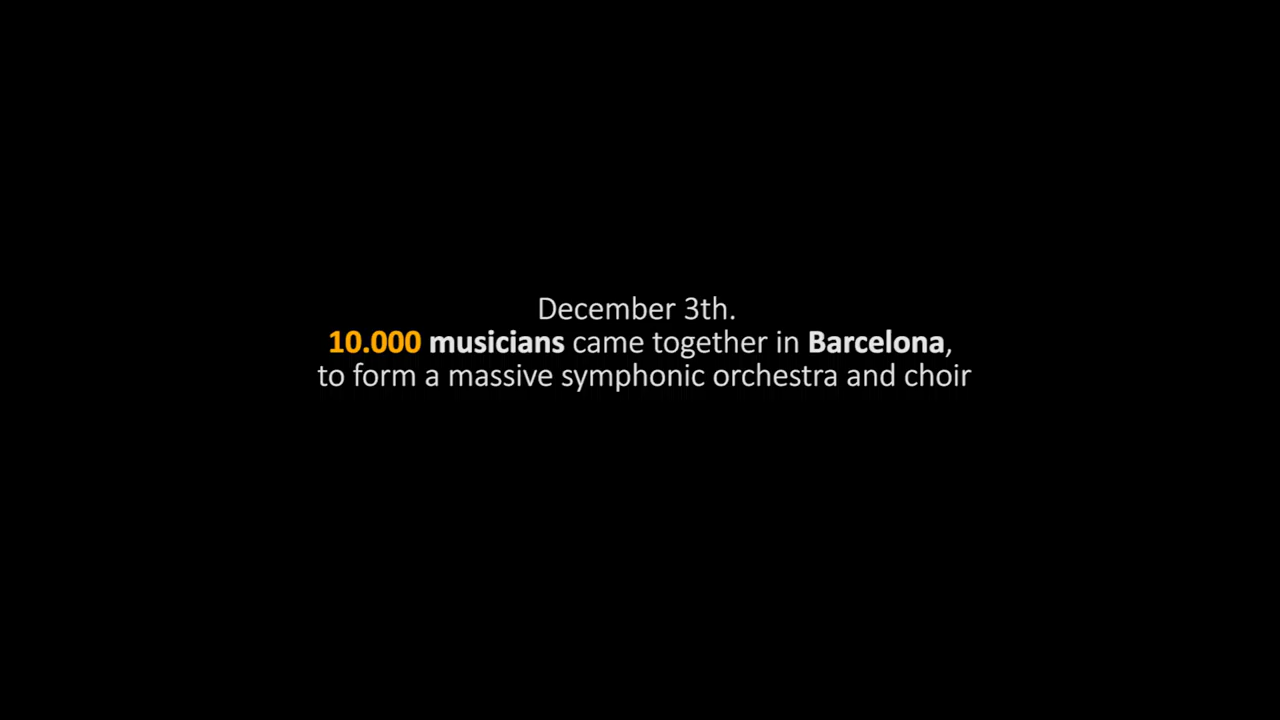 December 3th.
10.000 musicians came together in Barcelona,
to form a massive symphonic orchestra and choir